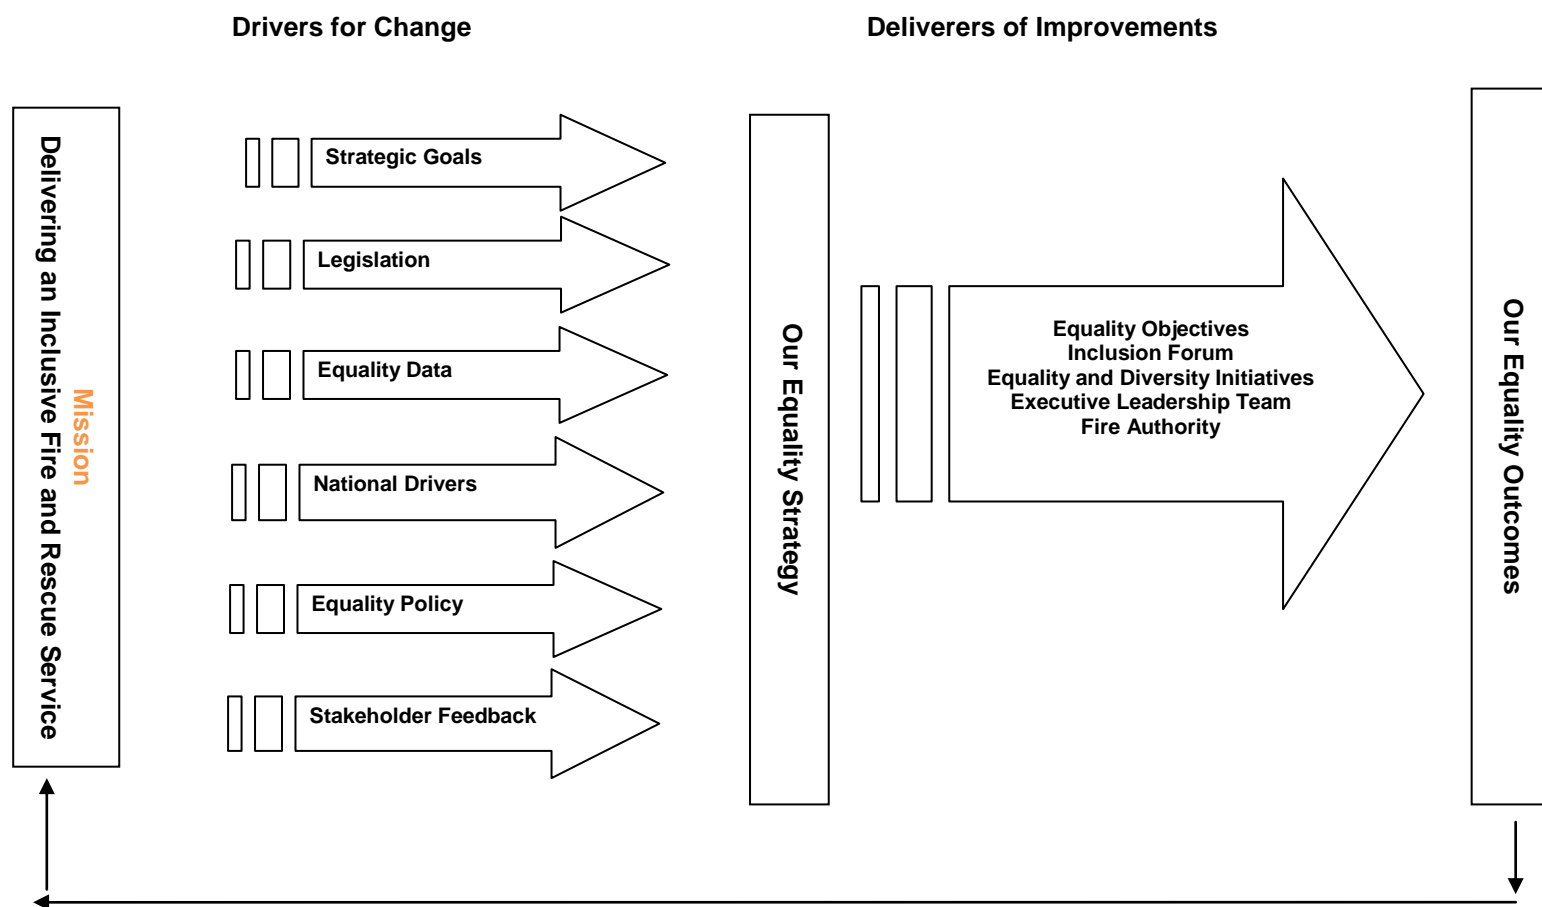 Drivers for Change
Deliverers of Improvements
Mission
Delivering an Inclusive Fire and Rescue Service
Strategic Goals
Legislation
Equality Data
National Drivers
Equality Policy
Stakeholder Feedback
Our Equality Strategy
Equality Objectives
Inclusion Forum
Equality and Diversity Initiatives
Executive Leadership Team
Fire Authority
Our Equality Outcomes